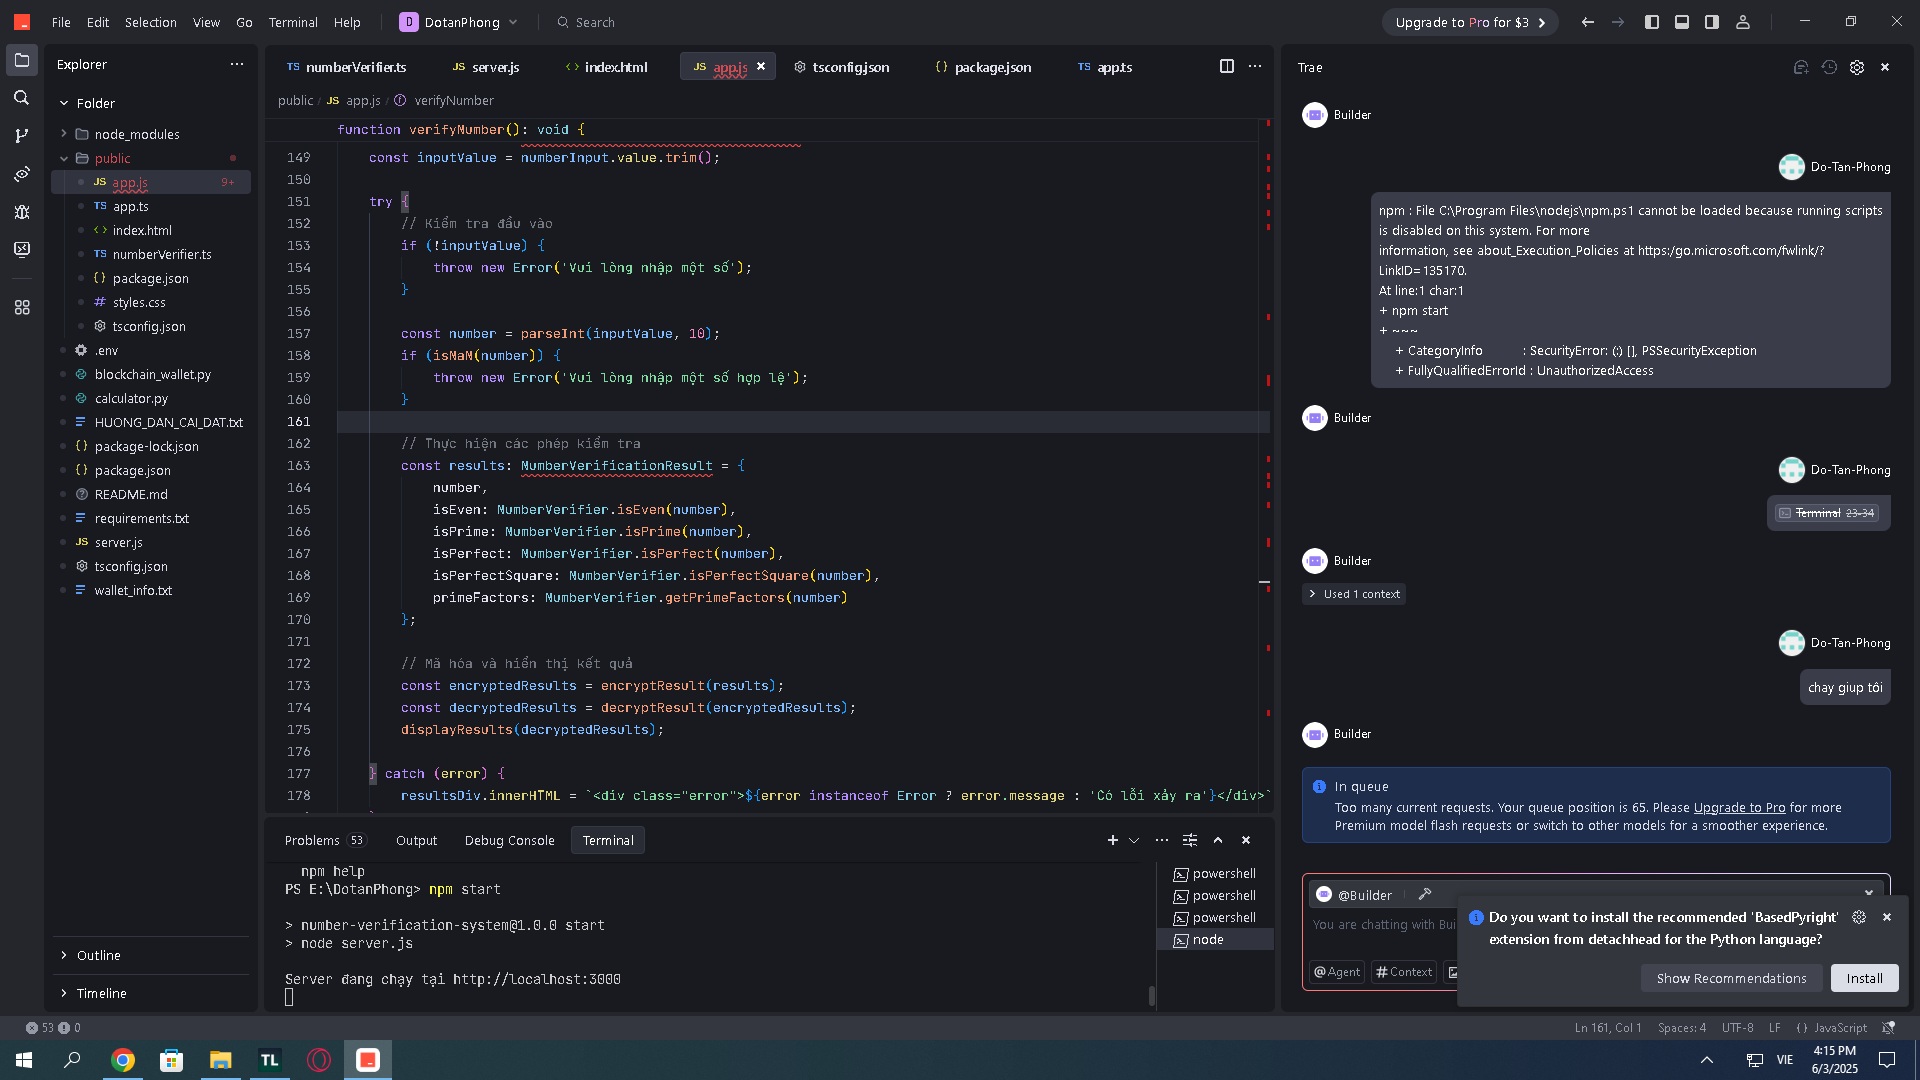 File Edit Selection View Go Terminal Help
D DotanPhong
Search
Upgrade to Pro for $3
Explorer
Folder
node_modules
public
JS app.js 9+
TS app.ts
<> index.html
TS numberVerifier.ts
{} package.json
# styles.css
tsconfig.json
.env
blockchain_wallet.py
calculator.py
HUONG_DAN_CAI_DAT.txt
{} package-lock.json
{} package.json
README.md
requirements.txt
JS server.js
tsconfig.json
wallet_info.txt
Outline
Timeline
TS numberVerifier.ts JS server.js <> index.html JS app.js tsconfig.json {} package.json TS app.ts
public / JS app.js / verifyNumber
function verifyNumber(): void {
149 const inputValue = numberInput.value.trim();
150
151 try {
152 // Kiểm tra đầu vào
153 if (!inputValue) {
154 throw new Error('Vui lòng nhập một số');
155 }
156
157 const number = parseInt(inputValue, 10);
158 if (isNaN(number)) {
159 throw new Error('Vui lòng nhập một số hợp lệ');
160 }
161
162 // Thực hiện các phép kiểm tra
163 const results: NumberVerificationResult = {
164 number,
165 isEven: NumberVerifier.isEven(number),
166 isPrime: NumberVerifier.isPrime(number),
167 isPerfect: NumberVerifier.isPerfect(number),
168 isPerfectSquare: NumberVerifier.isPerfectSquare(number),
169 primeFactors: NumberVerifier.getPrimeFactors(number)
170 };
171
172 // Mã hóa và hiển thị kết quả
173 const encryptedResults = encryptResult(results);
174 const decryptedResults = decryptResult(encryptedResults);
175 displayResults(decryptedResults);
176
177 } catch (error) {
178 resultsDiv.innerHTML = `<div class="error">${error instanceof Error ? error.message : 'Có lỗi xảy ra'}</div>`
Problems 53 Output Debug Console Terminal
npm help
PS E:\DotanPhong> npm start
> number-verification-system@1.0.0 start
> node server.js
Server đang chạy tại http://localhost:3000
powershell
powershell
powershell
node
Trae
Builder
Do-Tan-Phong
npm : File C:\Program Files\nodejs\npm.ps1 cannot be loaded because running scripts
is disabled on this system. For more
information, see about_Execution_Policies at https:/go.microsoft.com/fwlink/?
LinkID=135170.
At line:1 char:1
+ npm start
+ ~~~
+ CategoryInfo : SecurityError: (:) [], PSSecurityException
+ FullyQualifiedErrorId : UnauthorizedAccess
Builder
Do-Tan-Phong
Terminal 23-34
Builder
Used 1 context
Do-Tan-Phong
chay giup tôi
Builder
In queue
Too many current requests. Your queue position is 65. Please Upgrade to Pro for more
Premium model flash requests or switch to other models for a smoother experience.
@Builder
You are chatting with Bui
@ Agent # Context
Do you want to install the recommended 'BasedPyright'
extension from detachhead for the Python language?
Show Recommendations Install
53 0
Ln 161, Col 1 Spaces: 4 UTF-8 LF {} JavaScript
TL
VIE
4:15 PM
6/3/2025